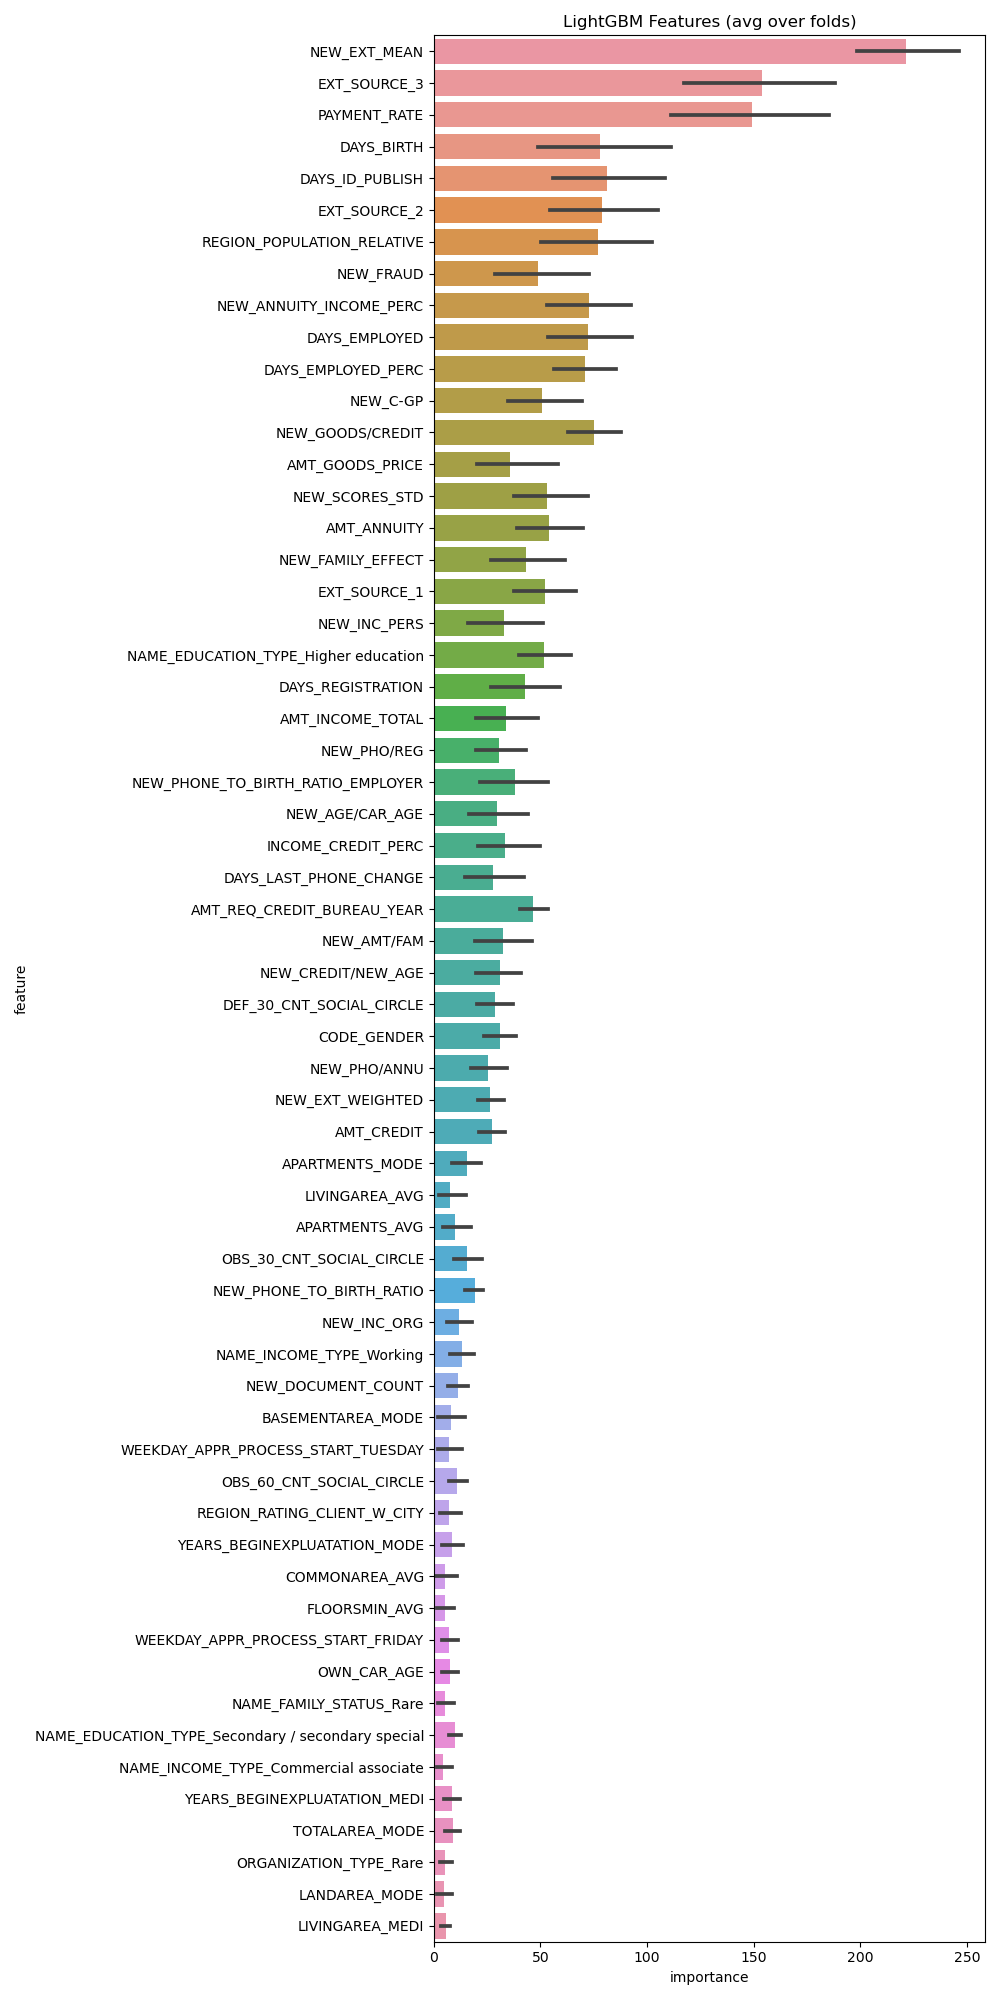 LightGBM Features (avg over folds)
NEW_EXT_MEAN
EXT_SOURCE_3
PAYMENT_RATE
DAYS_BIRTH
DAYS_ID_PUBLISH
EXT_SOURCE_2
REGION_POPULATION_RELATIVE
NEW_FRAUD
NEW_ANNUITY_INCOME_PERC
DAYS_EMPLOYED
DAYS_EMPLOYED_PERC
NEW_C-GP
NEW_GOODS/CREDIT
AMT_GOODS_PRICE
NEW_SCORES_STD
AMT_ANNUITY
NEW_FAMILY_EFFECT
EXT_SOURCE_1
NEW_INC_PERS
NAME_EDUCATION_TYPE_Higher education
DAYS_REGISTRATION
AMT_INCOME_TOTAL
NEW_PHO/REG
NEW_PHONE_TO_BIRTH_RATIO_EMPLOYER
NEW_AGE/CAR_AGE
INCOME_CREDIT_PERC
DAYS_LAST_PHONE_CHANGE
AMT_REQ_CREDIT_BUREAU_YEAR
NEW_AMT/FAM
NEW_CREDIT/NEW_AGE
DEF_30_CNT_SOCIAL_CIRCLE
CODE_GENDER
NEW_PHO/ANNU
NEW_EXT_WEIGHTED
AMT_CREDIT
APARTMENTS_MODE
LIVINGAREA_AVG
APARTMENTS_AVG
OBS_30_CNT_SOCIAL_CIRCLE
NEW_PHONE_TO_BIRTH_RATIO
NEW_INC_ORG
NAME_INCOME_TYPE_Working
NEW_DOCUMENT_COUNT
BASEMENTAREA_MODE
WEEKDAY_APPR_PROCESS_START_TUESDAY
OBS_60_CNT_SOCIAL_CIRCLE
REGION_RATING_CLIENT_W_CITY
YEARS_BEGINEXPLUATATION_MODE
COMMONAREA_AVG
FLOORSMIN_AVG
WEEKDAY_APPR_PROCESS_START_FRIDAY
OWN_CAR_AGE
NAME_FAMILY_STATUS_Rare
NAME_EDUCATION_TYPE_Secondary / secondary special
NAME_INCOME_TYPE_Commercial associate
YEARS_BEGINEXPLUATATION_MEDI
TOTALAREA_MODE
ORGANIZATION_TYPE_Rare
LANDAREA_MODE
LIVINGAREA_MEDI
feature
0 50 100 150 200 250
importance